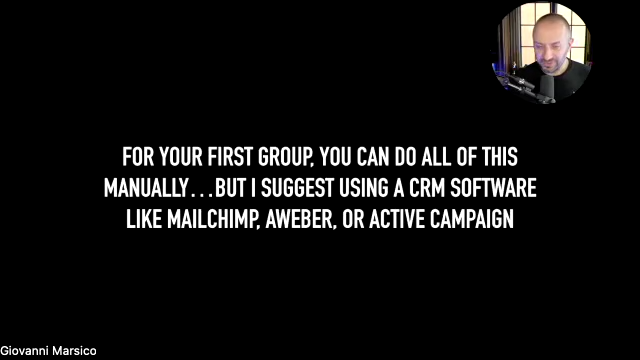 FOR YOUR FIRST GROUP, YOU CAN DO ALL OF THIS
MANUALLY...BUT I SUGGEST USING A CRM SOFTWARE
LIKE MAILCHIMP, AWEBER, OR ACTIVE CAMPAIGN
Giovanni Marsico